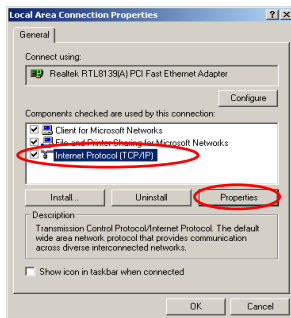 Local Area Connection Properties
General
Connect using:
Realtek RTL8139(A) PCI Fast Ethernet Adapter
Configure
Components checked are used by this connection:
Client for Microsoft Networks
File and Printer Sharing for Microsoft Networks
Internet Protocol (TCP/IP)
Install...
Uninstall
Properties
Description
Transmission Control Protocol/Internet Protocol. The default
wide area network protocol that provides communication
across diverse interconnected networks.
Show icon in taskbar when connected
OK
Cancel